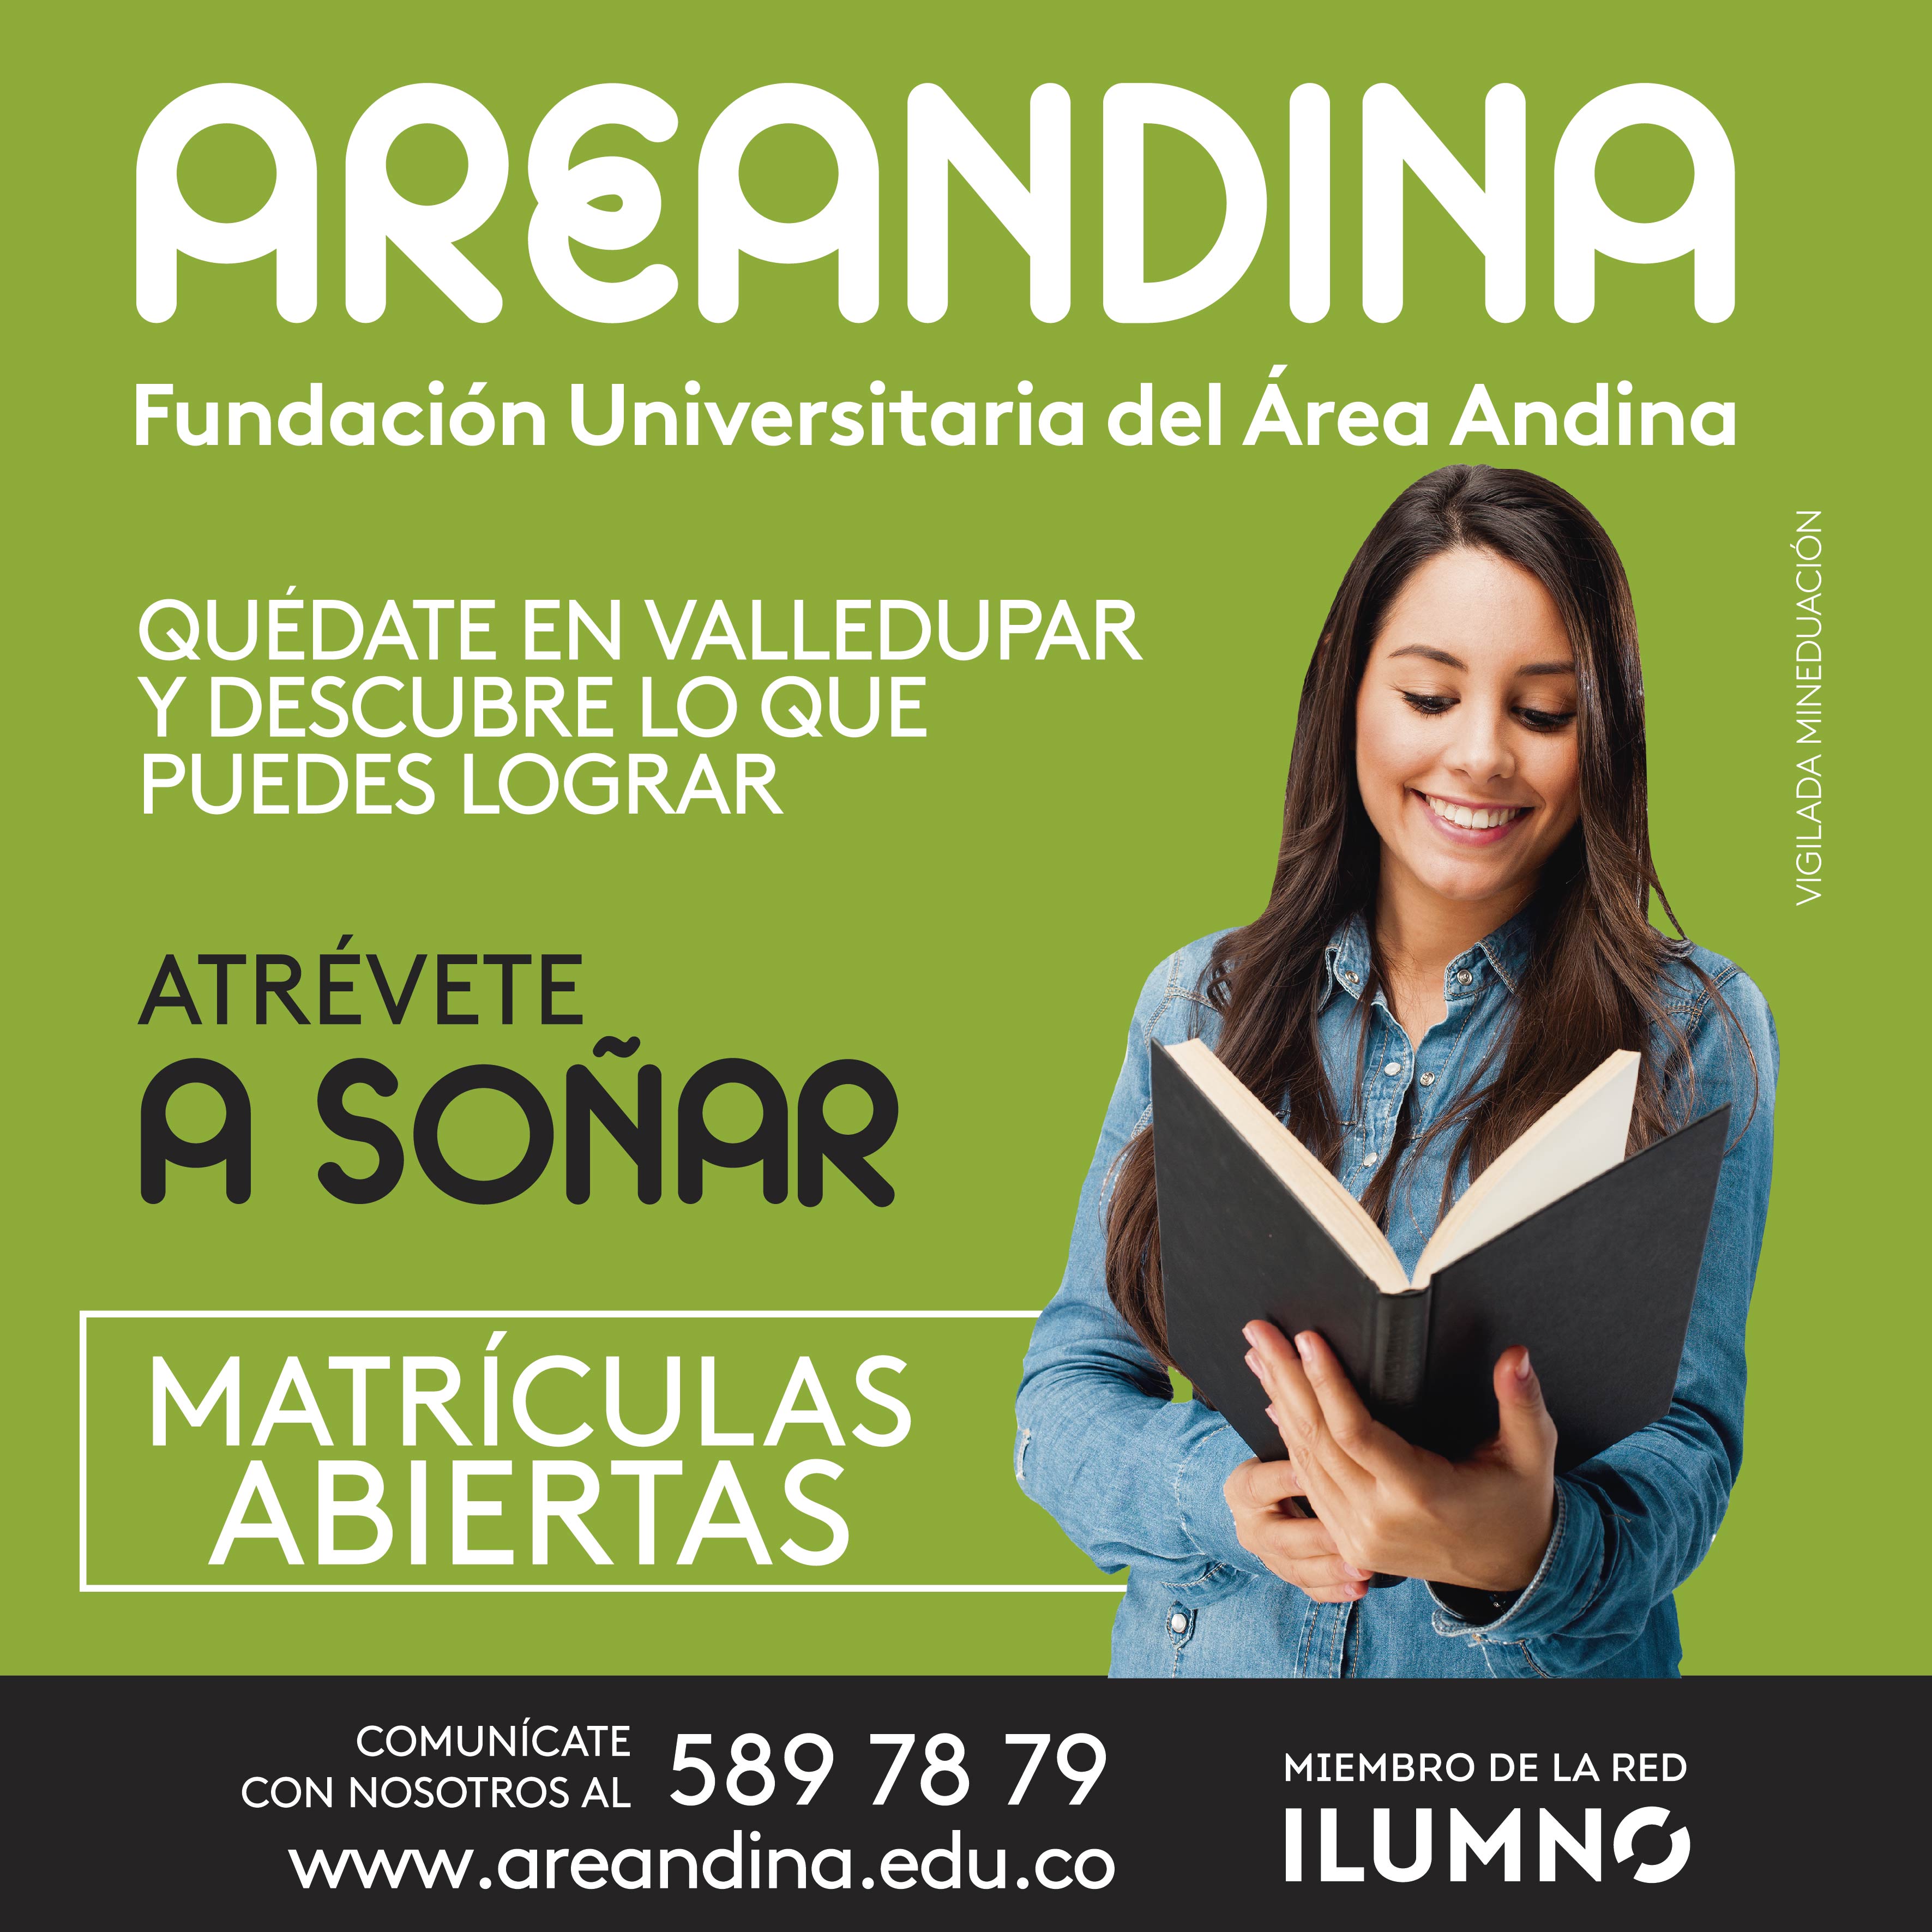 AREANDINA
Fundación Universitaria del Área Andina
QUÉDATE EN VALLEDUPAR
Y DESCUBRE LO QUE
PUEDES LOGRAR
VIGILADA MINEDUACIÓN
ATRÉVETE
A SOÑAR
MATRÍCULAS
ABIERTAS
COMUNÍCATE
CON NOSOTROS AL
589 78 79
www.areandina.edu.co
MIEMBRO DE LA RED
ILUMNO